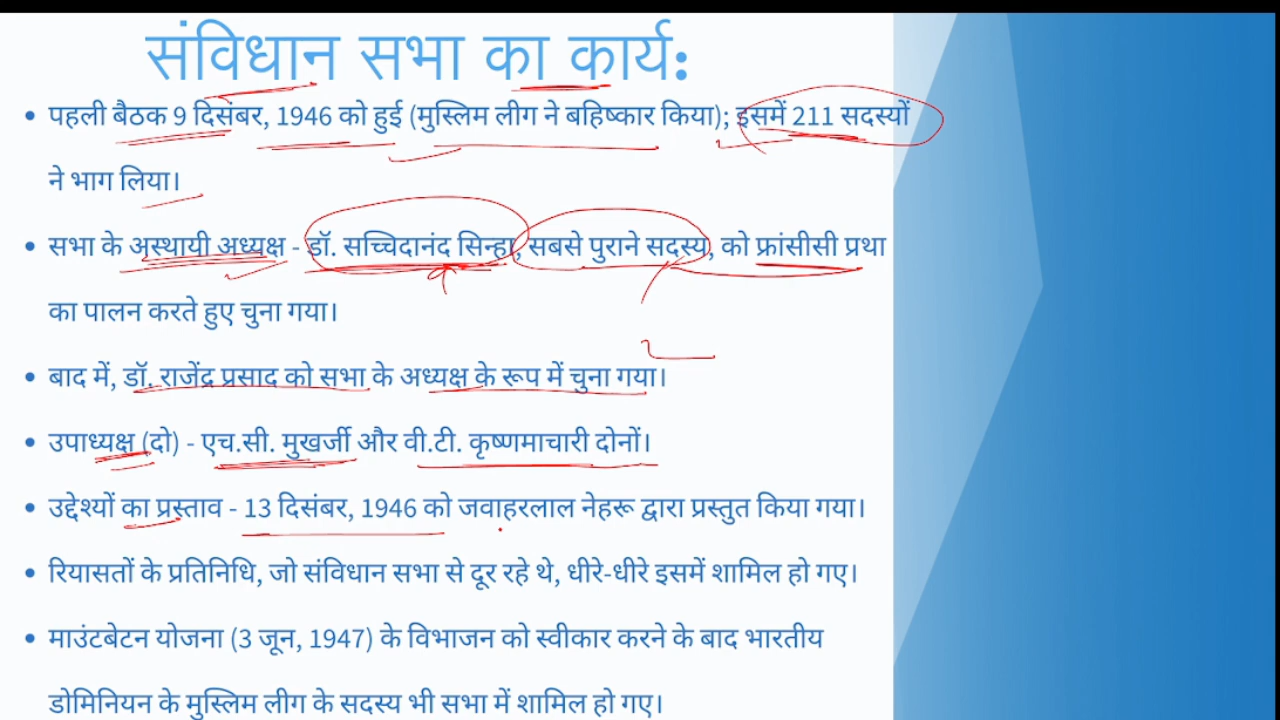 संविधान सभा का कार्य:
• पहली बैठक 9 दिसंबर, 1946 को हुई (मुस्लिम लीग ने बहिष्कार किया); इसमें 211 सदस्यों
ने भाग लिया।
• सभा के अस्थायी अध्यक्ष - डॉ. सच्चिदानंद सिन्हा, सबसे पुराने सदस्य, को फ्रांसीसी प्रथा
का पालन करते हुए चुना गया।
• बाद में, डॉ. राजेंद्र प्रसाद को सभा के अध्यक्ष के रूप में चुना गया।
• उपाध्यक्ष (दो) - एच.सी. मुखर्जी और वी.टी. कृष्णमाचारी दोनों।
• उद्देश्यों का प्रस्ताव - 13 दिसंबर, 1946 को जवाहरलाल नेहरू द्वारा प्रस्तुत किया गया।
• रियासतों के प्रतिनिधि, जो संविधान सभा से दूर रहे थे, धीरे-धीरे इसमें शामिल हो गए।
• माउंटबेटन योजना (3 जून, 1947) के विभाजन को स्वीकार करने के बाद भारतीय
डोमिनियन के मुस्लिम लीग के सदस्य भी सभा में शामिल हो गए।